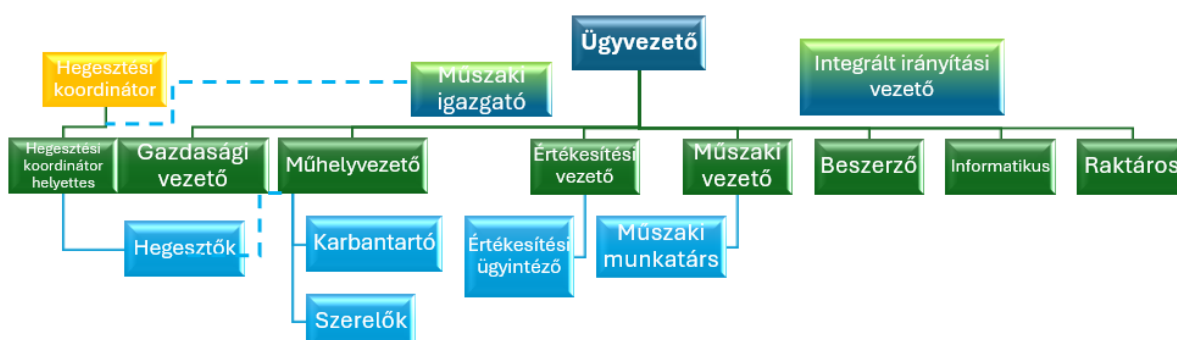 Ügyvezető
Hegesztési
koordinátor
Műszaki
igazgató
Integrált irányítási
vezető
Hegesztési
koordinátor
helyettes
Gazdasági
vezető
Műhelyvezető
Értékesítési
vezető
Műszaki
vezető
Beszerző
Informatikus
Raktáros
Hegesztők
Karbantartó
Értékesítési
ügyintéző
Műszaki
munkatárs
Szerelők